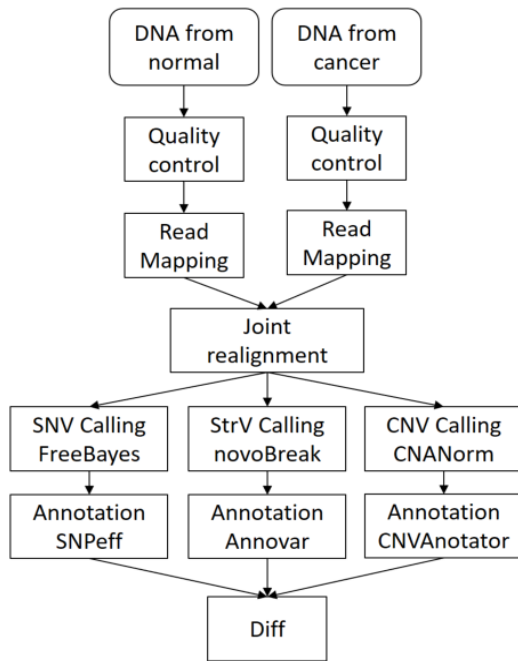 DNA from
normal
DNA from
cancer
Quality
control
Quality
control
Read
Mapping
Read
Mapping
Joint
realignment
SNV Calling
FreeBayes
StrV Calling
novoBreak
CNV Calling
CNANorm
Annotation
SNPeff
Annotation
Annovar
Annotation
CNVAnotator
Diff